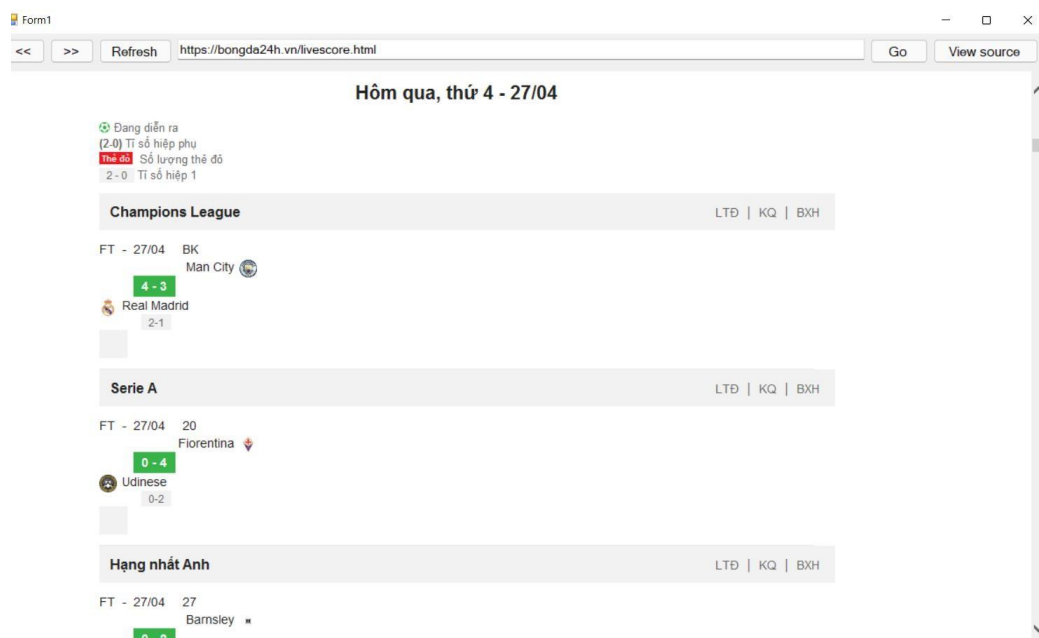 Form1
<< >> Refresh https://bongda24h.vn/livescore.html Go View source
Hôm qua, thứ 4 - 27/04
Đang diễn ra
(2-0) Tỉ số hiệp phụ
Thẻ đỏ Số lượng thẻ đỏ
2 - 0 Tỉ số hiệp 1
Champions League LTĐ | KQ | BXH
FT - 27/04 BK
Man City
4 - 3
Real Madrid
2-1
Serie A LTĐ | KQ | BXH
FT - 27/04 20
Fiorentina
0 - 4
Udinese
0-2
Hạng nhất Anh LTĐ | KQ | BXH
FT - 27/04 27
Barnsley